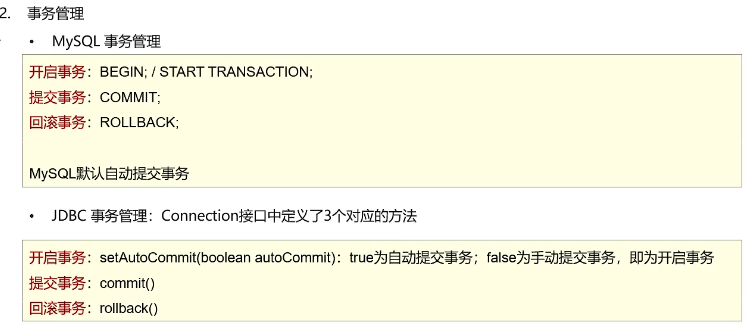 2. 事务管理
• MySQL 事务管理
开启事务：BEGIN; / START TRANSACTION;
提交事务：COMMIT;
回滚事务：ROLLBACK;
MySQL默认自动提交事务
• JDBC 事务管理：Connection接口中定义了3个对应的方法
开启事务：setAutoCommit(boolean autoCommit)：true为自动提交事务；false为手动提交事务，即为开启事务
提交事务：commit()
回滚事务：rollback()